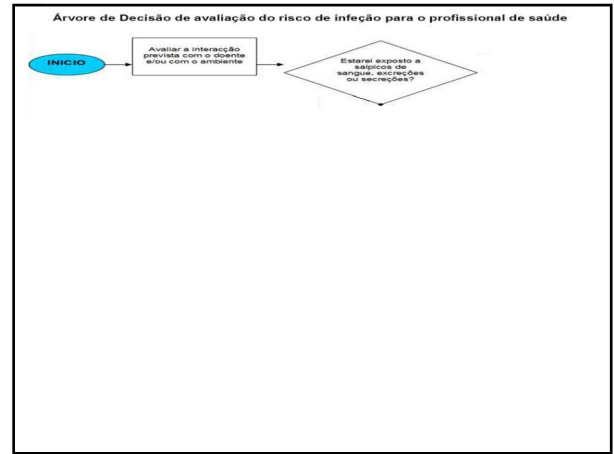 Árvore de Decisão de avaliação do risco de infeção para o profissional de saúde
INICIO
Avaliar a interacção
prevista com o doente
e/ou com o ambiente
Estarei exposto a
salpicos de
sangue, excreções
ou secreções?